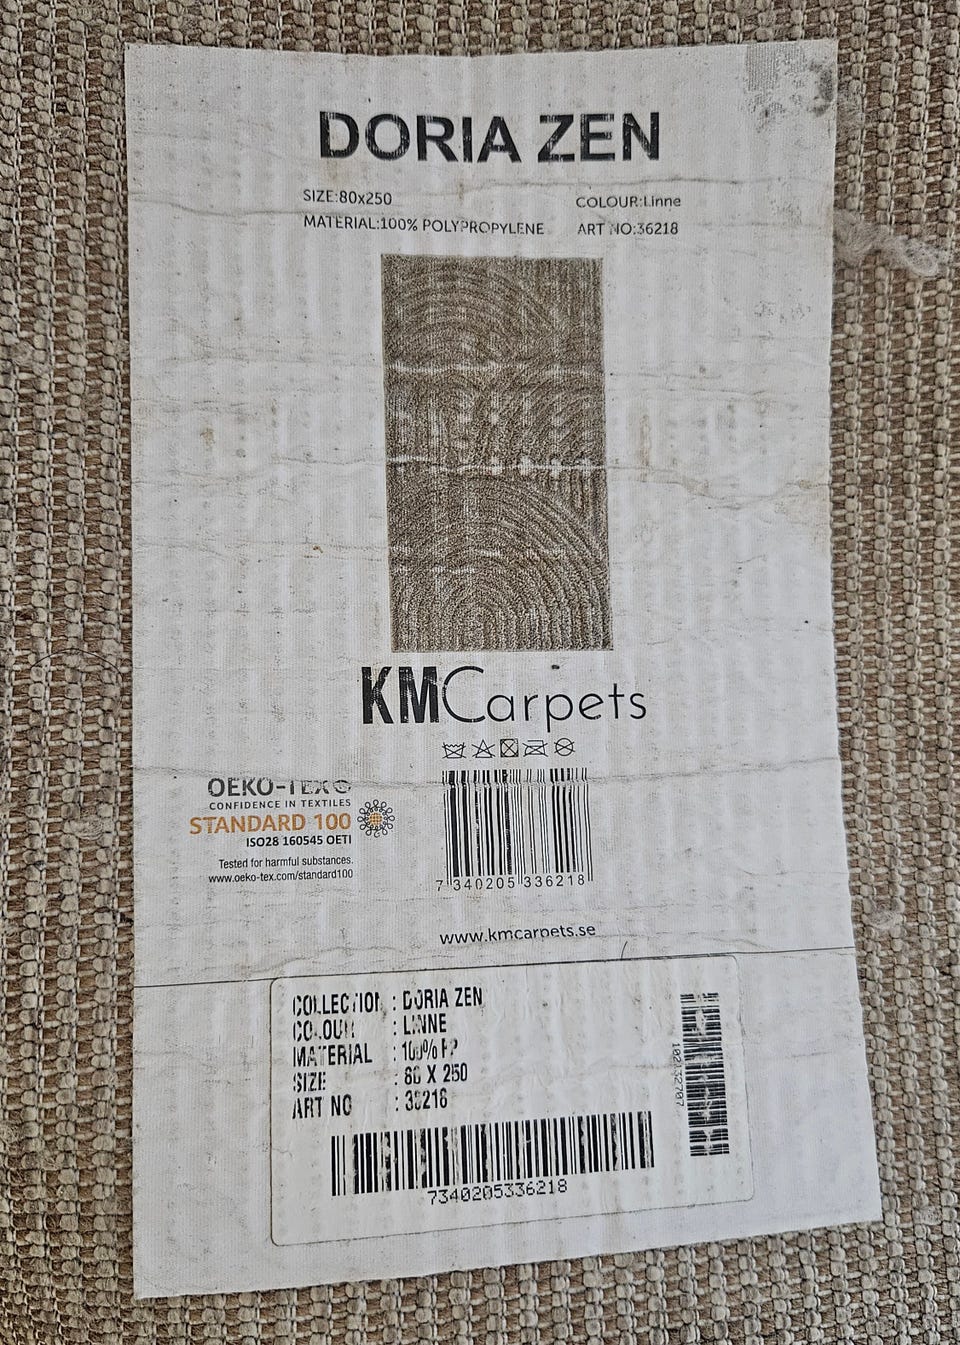 DORIA ZEN
SIZE:80x250 COLOUR:Linne
MATERIAL:100% POLYPROPYLENE ART NO:36218
KMCarpets
OEKO-TEX®
CONFIDENCE IN TEXTILES
STANDARD 100
ISO28 160545 OETI
Tested for harmful substances.
www.oeko-tex.com/standard100
7 340205 336218
www.kmcarpets.se
COLLECTION : DORIA ZEN
COLOUR : LINNE
MATERIAL : 100% PP
SIZE : 80 X 250
ART NO : 36218
7340205336218